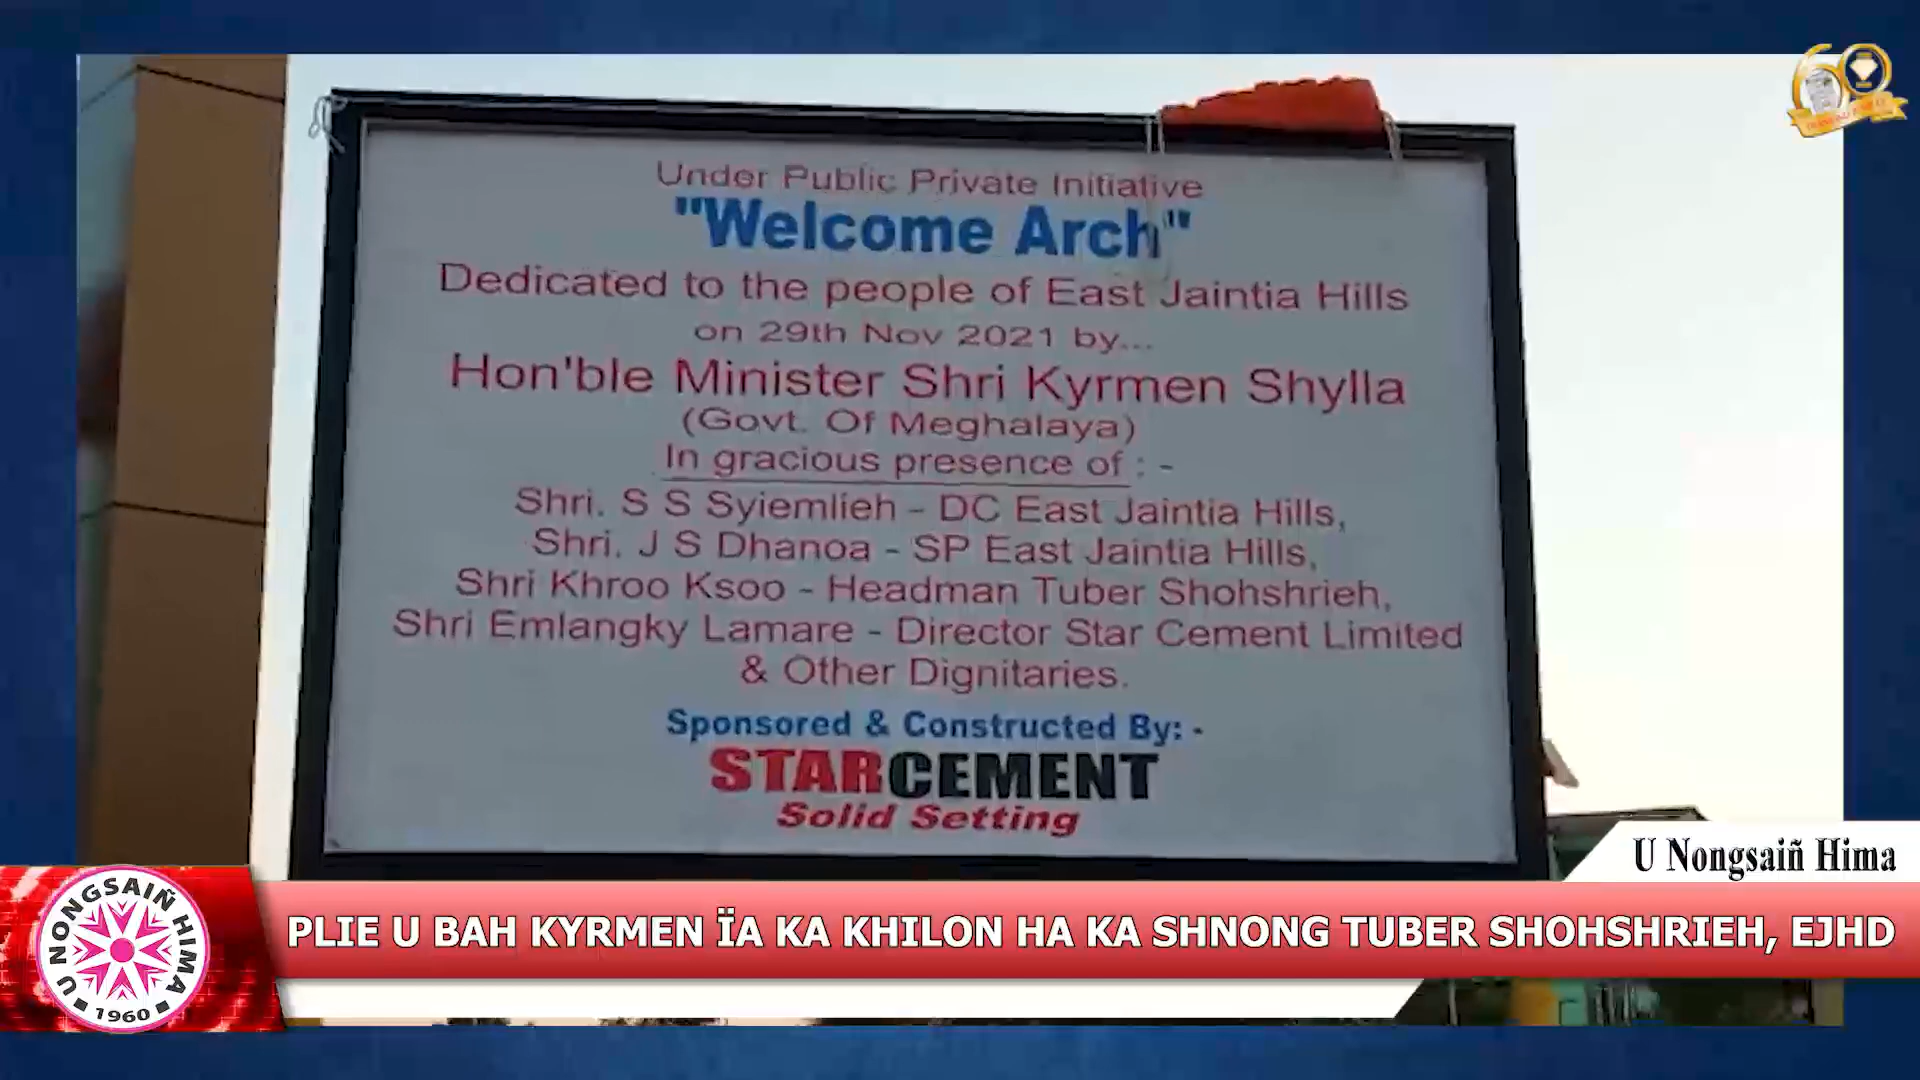 Under Public Private Initiative
"Welcome Arch"
Dedicated to the people of East Jaintia Hills
on 29th Nov 2021 by...
Hon'ble Minister Shri Kyrmen Shylla
(Govt. Of Meghalaya)
In gracious presence of : -
Shri. S S Syiemlieh - DC East Jaintia Hills,
Shri. J S Dhanoa - SP East Jaintia Hills,
Shri Khroo Ksoo - Headman Tuber Shohshrieh,
Shri Emlangky Lamare - Director Star Cement Limited
& Other Dignitaries.
Sponsored & Constructed By: -
STARCEMENT
Solid Setting
U Nongsaiñ Hima
PLIE U BAH KYRMEN ÏA KA KHILON HA KA SHNONG TUBER SHOHSHRIEH, EJHD
U NONGSAIÑ HIMA
1960
60